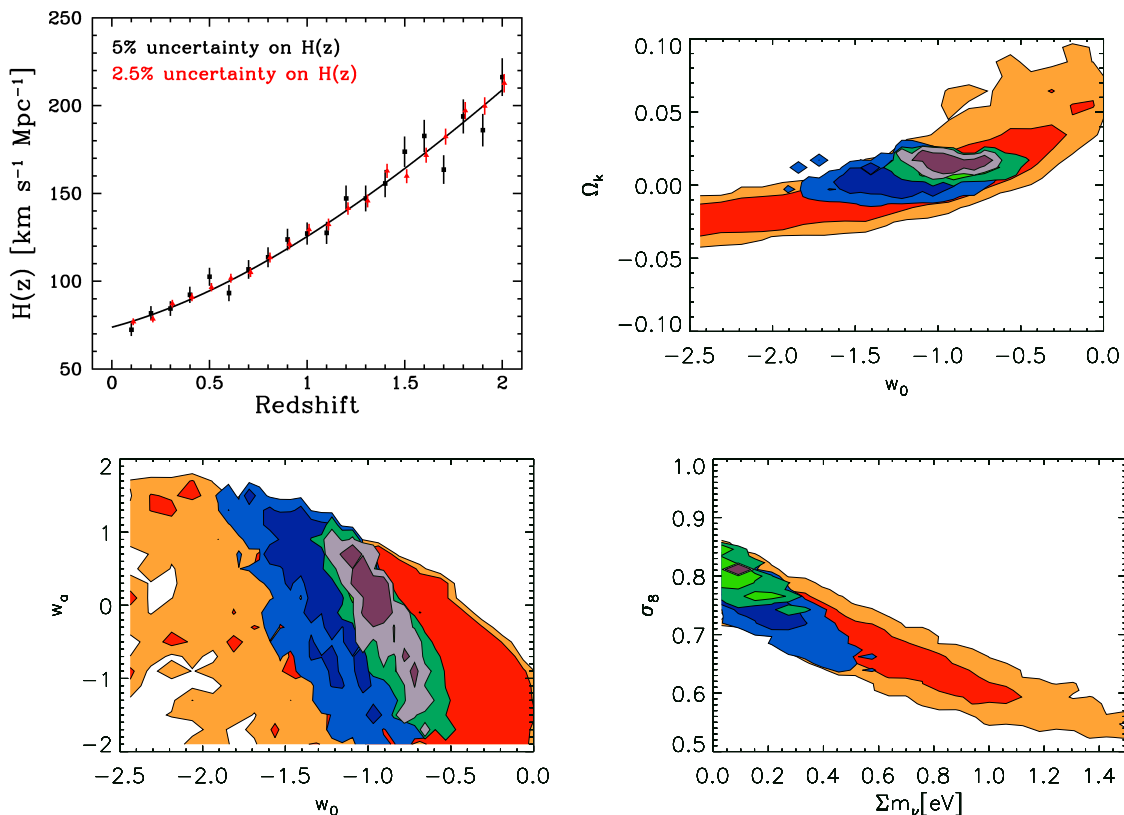 250
200
150
100
50
H(z) [km s⁻¹ Mpc⁻¹]
5% uncertainty on H(z)
2.5% uncertainty on H(z)
0 0.5 1 1.5 2
Redshift
0.10
0.05
0.00
−0.05
−0.10
Ωk
−2.5 −2.0 −1.5 −1.0 −0.5 0.0
w₀
2
1
0
−1
−2
wₐ
−2.5 −2.0 −1.5 −1.0 −0.5 0.0
w₀
1.0
0.9
0.8
0.7
0.6
0.5
σ₈
0.0 0.2 0.4 0.6 0.8 1.0 1.2 1.4
Σmν[eV]